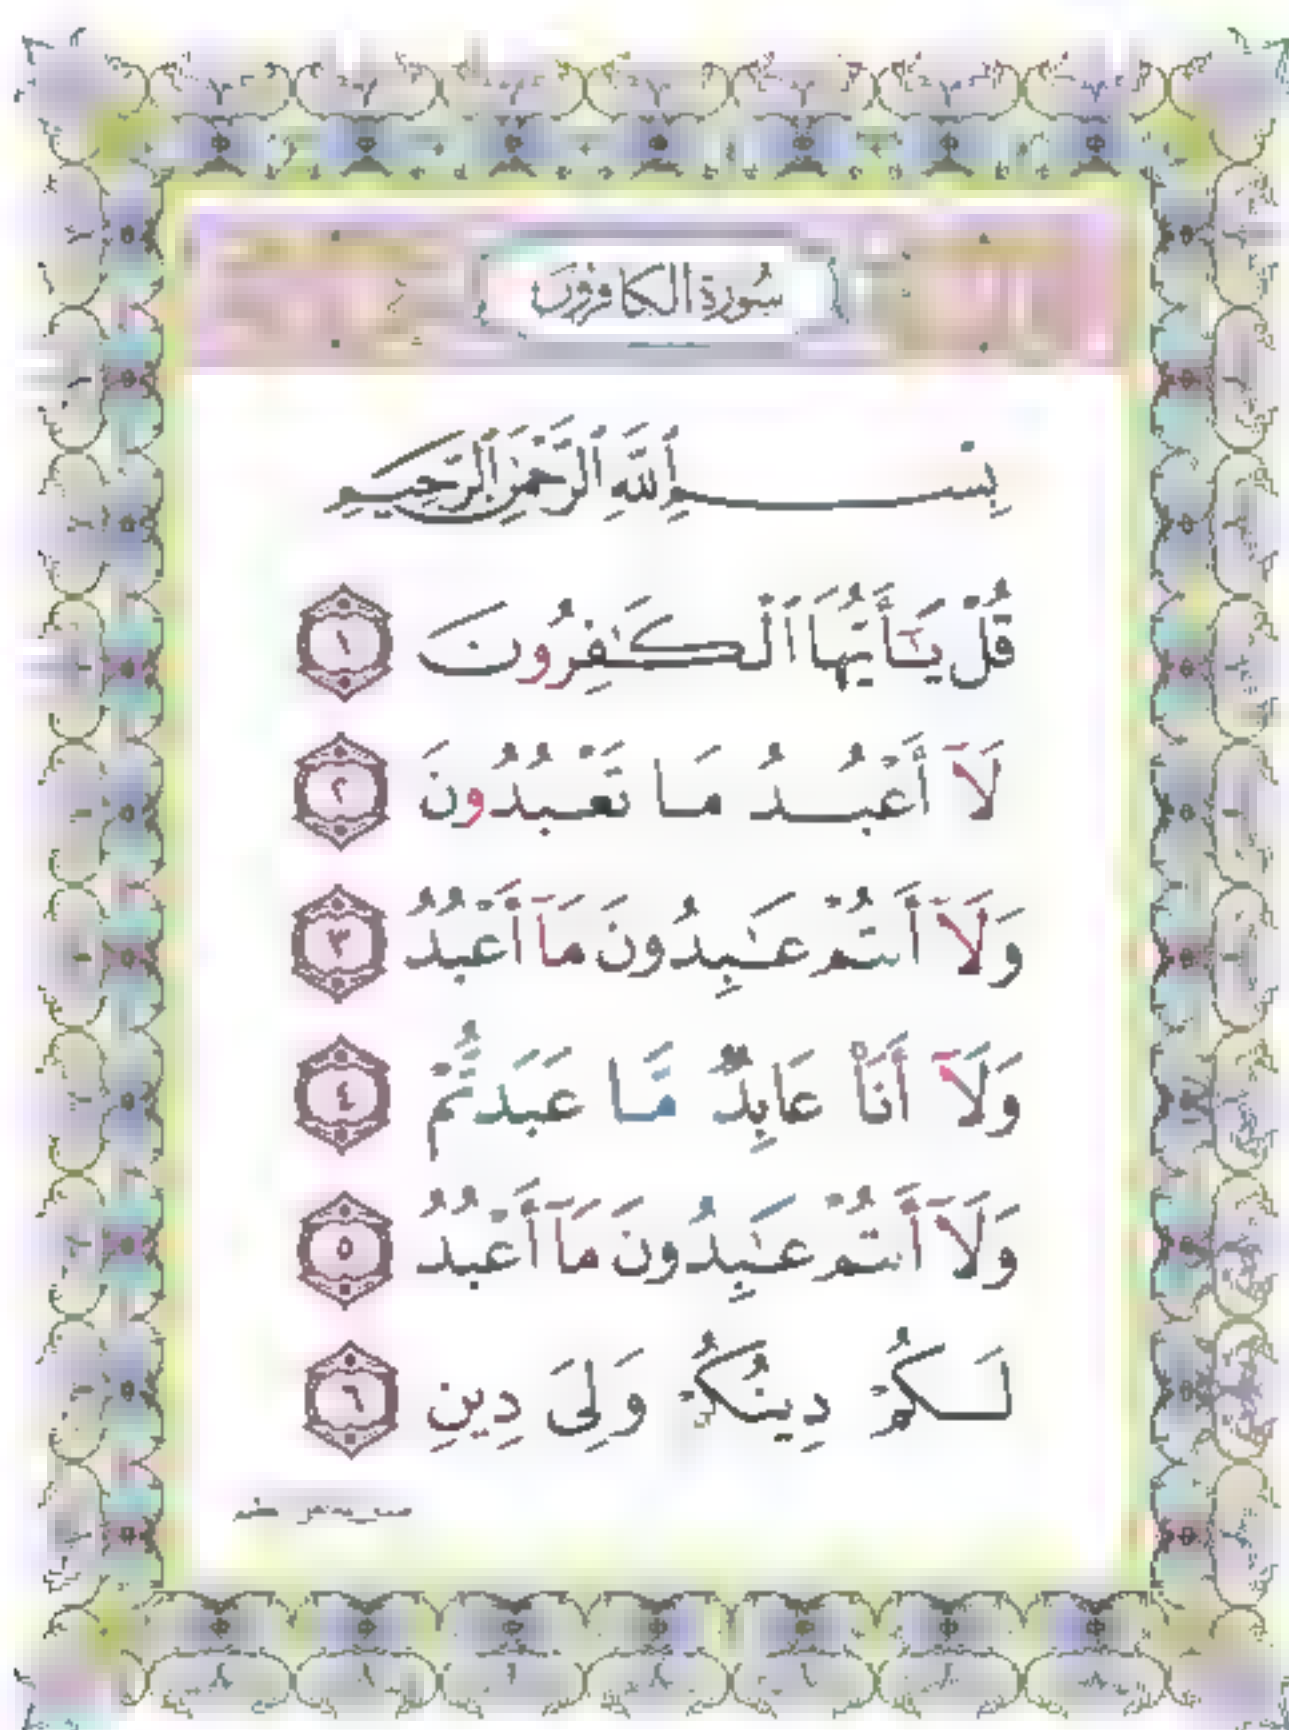 سُورَة الكافرون
بِسْمِ ٱللَّهِ ٱلرَّحْمَٰنِ ٱلرَّحِيمِ
قُلْ يَٰٓأَيُّهَا ٱلْكَٰفِرُونَ ١
لَآ أَعْبُدُ مَا تَعْبُدُونَ ٢
وَلَآ أَنتُمْ عَٰبِدُونَ مَآ أَعْبُدُ ٣
وَلَآ أَنَا۠ عَابِدٌ مَّا عَبَدتُّمْ ٤
وَلَآ أَنتُمْ عَٰبِدُونَ مَآ أَعْبُدُ ٥
لَكُمْ دِينُكُمْ وَلِىَ دِينِ ٦